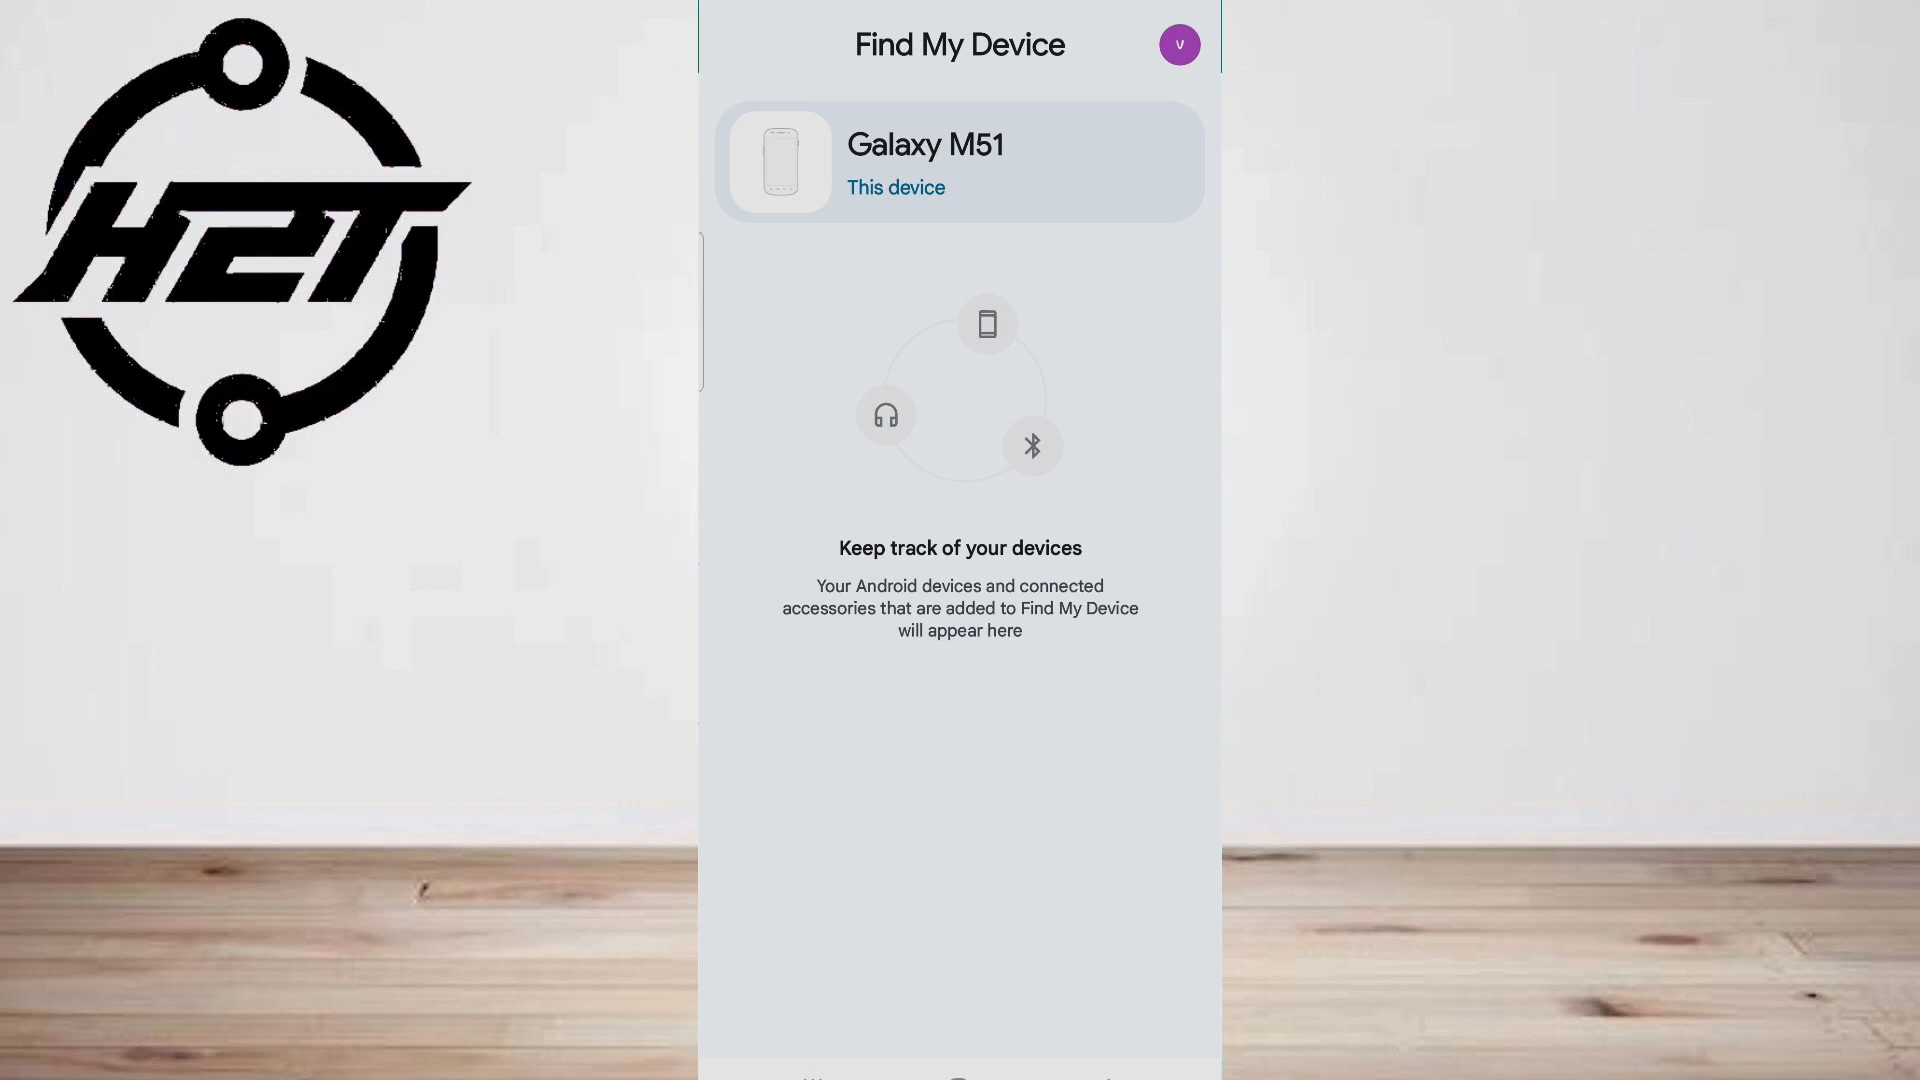 H2T
Find My Device
V
Galaxy M51
This device
Keep track of your devices
Your Android devices and connected
accessories that are added to Find My Device
will appear here